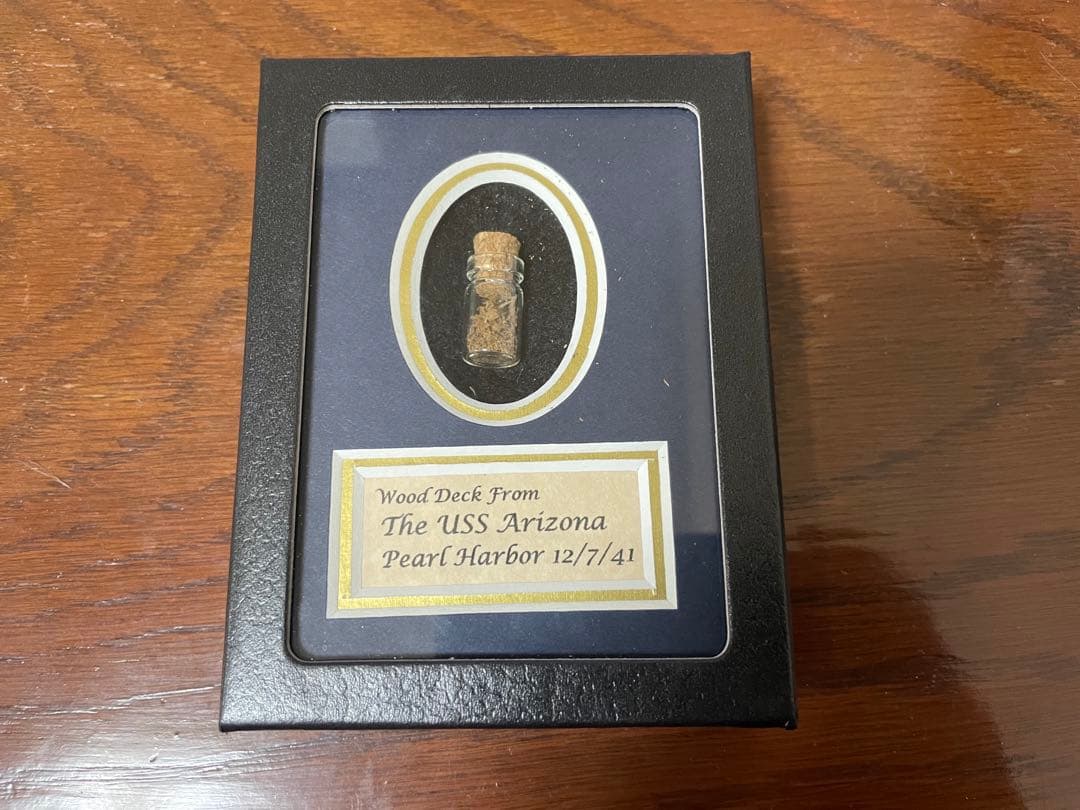 Wood Deck From
The USS Arizona
Pearl Harbor 12/7/41